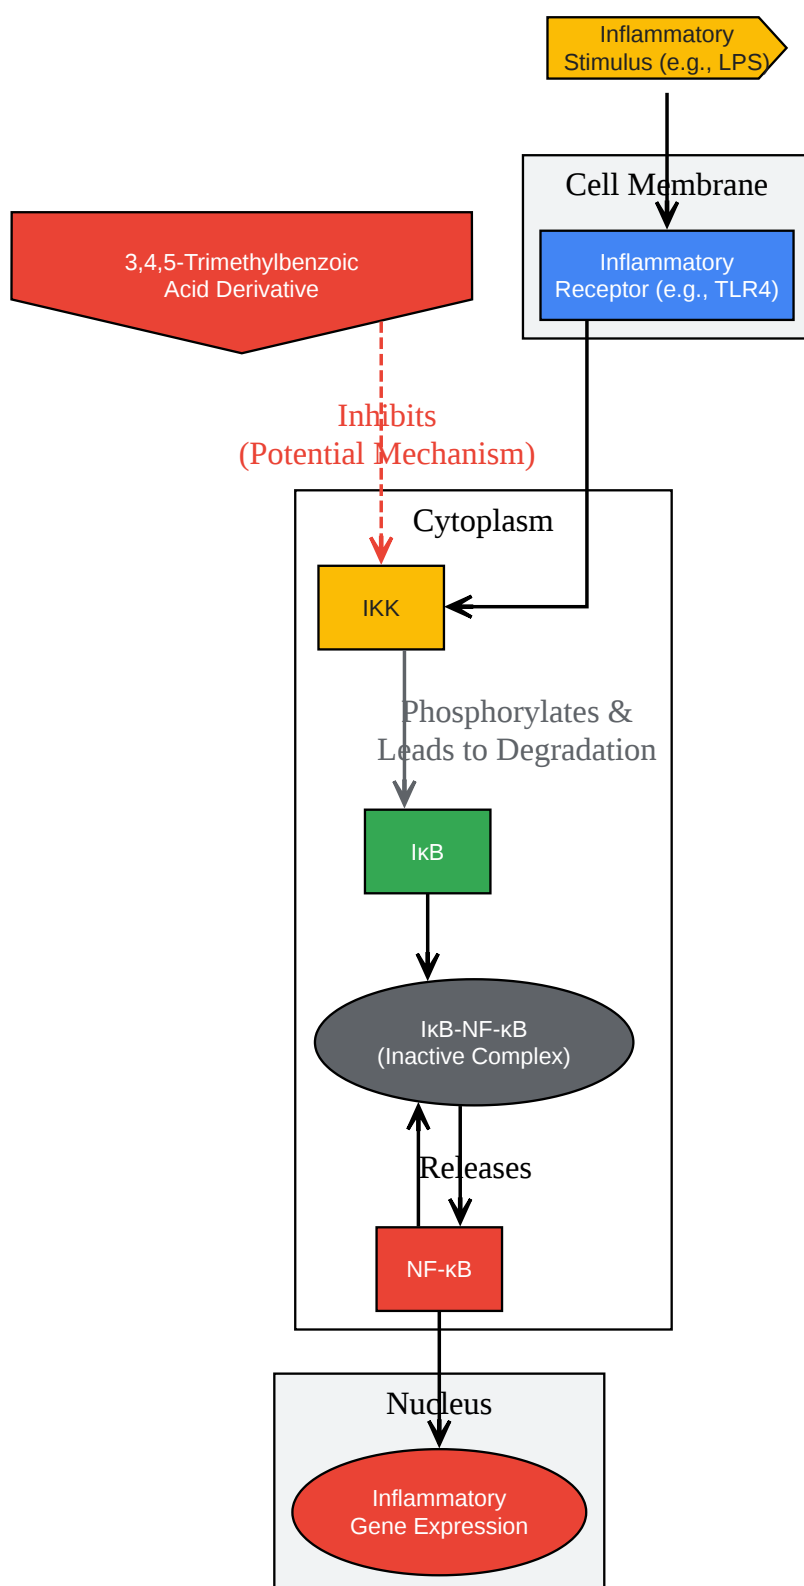 Inflammatory
Stimulus (e.g., LPS)
Cell Membrane
3,4,5-Trimethylbenzoic
Acid Derivative
Inflammatory
Receptor (e.g., TLR4)
Inhibits
(Potential Mechanism)
Cytoplasm
IKK
Phosphorylates &
Leads to Degradation
IκB
IκB-NF-κB
(Inactive Complex)
Releases
NF-κB
Nucleus
Inflammatory
Gene Expression